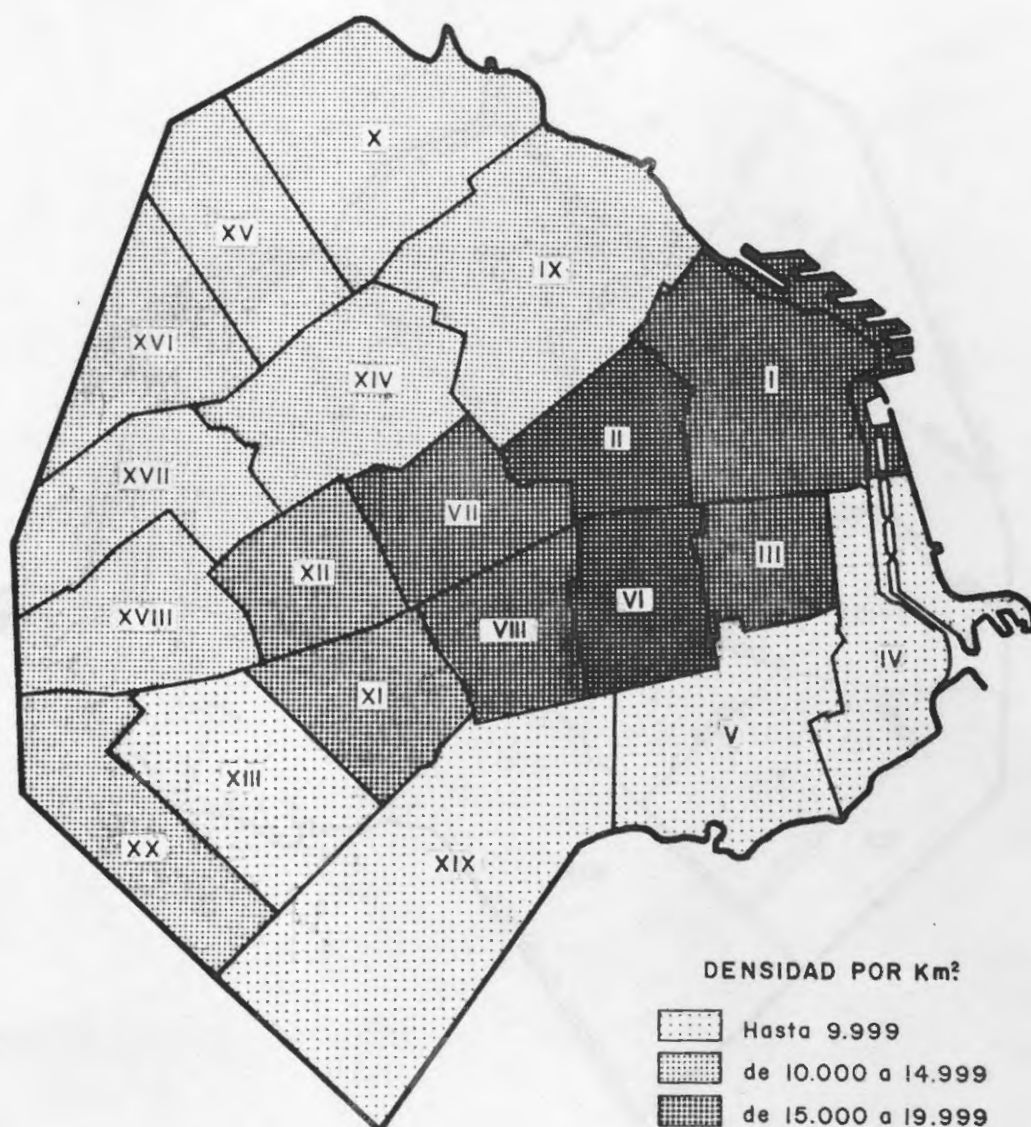 X
XV
IX
XVI
XIV
I
II
XVII
VII
III
XII
VI
XVIII
VIII
IV
XI
V
XIII
XX
XIX
DENSIDAD POR Km²
Hasta 9.999
de 10.000 a 14.999
de 15.000 a 19.999